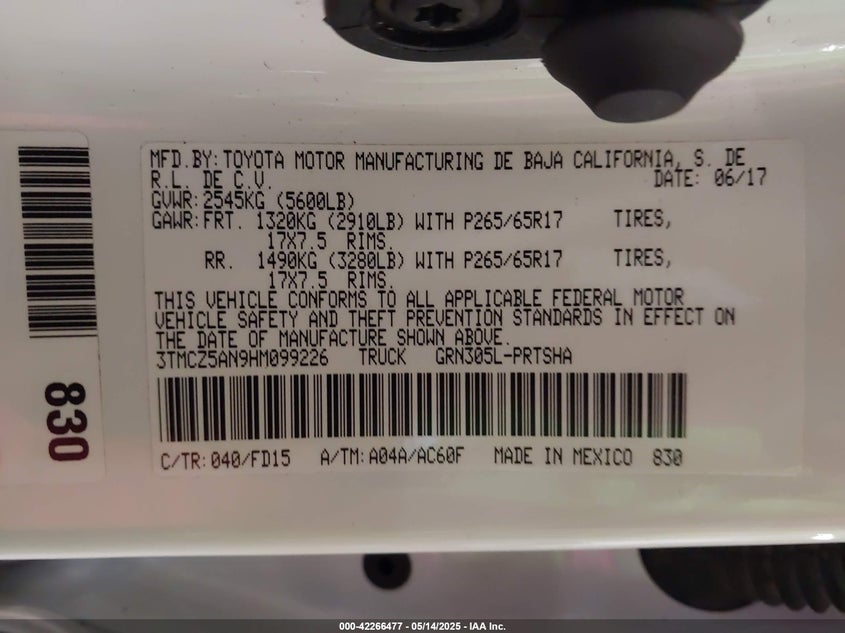 MFD.BY: TOYOTA MOTOR MANUFACTURING DE BAJA CALIFORNIA, S. DE
R.L. DE C.V. DATE: 06/17
GVWR: 2545KG (5600LB)
GAWR: FRT. 1320KG (2910LB) WITH P265/65R17 TIRES,
17X7.5 RIMS.
RR. 1490KG (3280LB) WITH P265/65R17 TIRES,
17X7.5 RIMS.
THIS VEHICLE CONFORMS TO ALL APPLICABLE FEDERAL MOTOR
VEHICLE SAFETY AND THEFT PREVENTION STANDARDS IN EFFECT ON
THE DATE OF MANUFACTURE SHOWN ABOVE.
3TMCZ5AN9HM099226 TRUCK GRN305L-PRTSHA
C/TR: 040/FD15 A/TM: A04A/AC60F MADE IN MEXICO 830
830
000-42266477 - 05/14/2025 - IAA Inc.